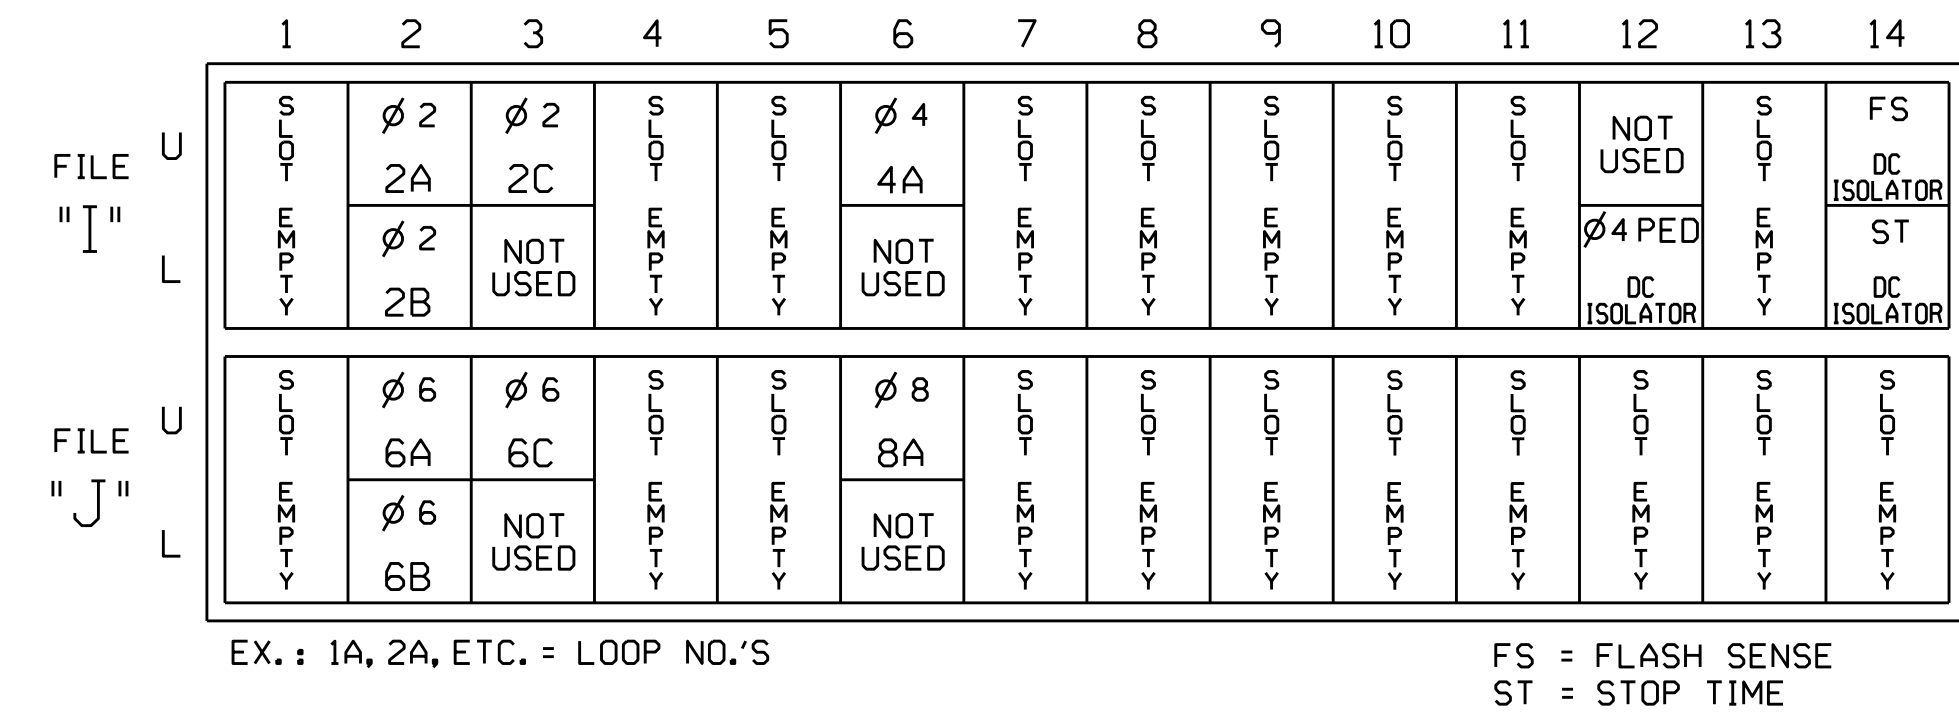 1 2 3 4 5 6 7 8 9 10 11 12 13 14
FILE "I"
U
L
SLOT EMPTY
Ø 2
2A
Ø 2
2B
Ø 2
2C
NOT USED
SLOT EMPTY
SLOT EMPTY
Ø 4
4A
NOT USED
SLOT EMPTY
SLOT EMPTY
SLOT EMPTY
SLOT EMPTY
SLOT EMPTY
NOT USED
Ø 4 PED
DC
ISOLATOR
SLOT EMPTY
FS
DC
ISOLATOR
ST
DC
ISOLATOR
FILE "J"
U
L
SLOT EMPTY
Ø 6
6A
Ø 6
6B
Ø 6
6C
NOT USED
SLOT EMPTY
SLOT EMPTY
Ø 8
8A
NOT USED
SLOT EMPTY
SLOT EMPTY
SLOT EMPTY
SLOT EMPTY
SLOT EMPTY
SLOT EMPTY
SLOT EMPTY
SLOT EMPTY
EX.: 1A, 2A, ETC. = LOOP NO.'S
FS = FLASH SENSE
ST = STOP TIME